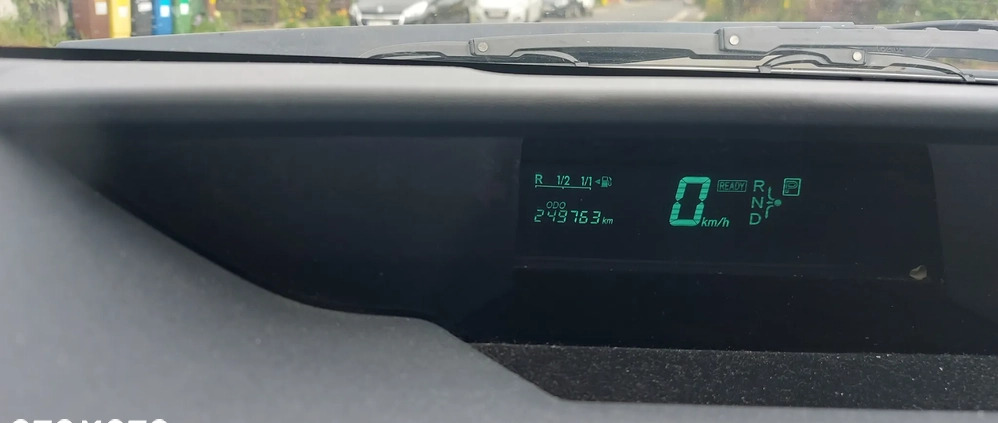 R 1/2 1/1
ODO
249763 km
0 km/h
READY
R
N
D